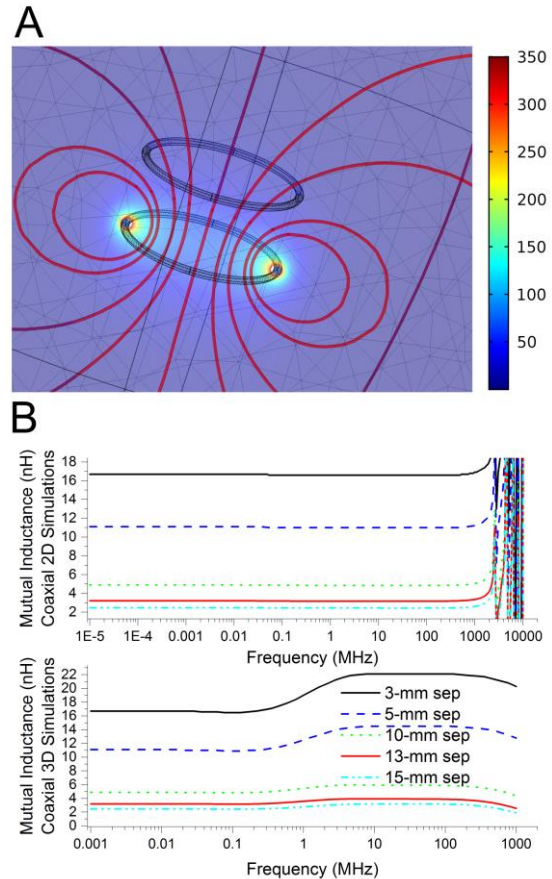 A
350
300
250
200
150
100
50
B
Mutual Inductance (nH)
Coaxial 2D Simulations
18
16
14
12
10
8
6
4
2
1E-5 1E-4 0.001 0.01 0.1 1 10 100 1000 10000
Frequency (MHz)
Mutual Inductance (nH)
Coaxial 3D Simulations
22
20
18
16
14
12
10
8
6
4
2
0
3-mm sep
5-mm sep
10-mm sep
13-mm sep
15-mm sep
0.001 0.01 0.1 1 10 100 1000
Frequency (MHz)